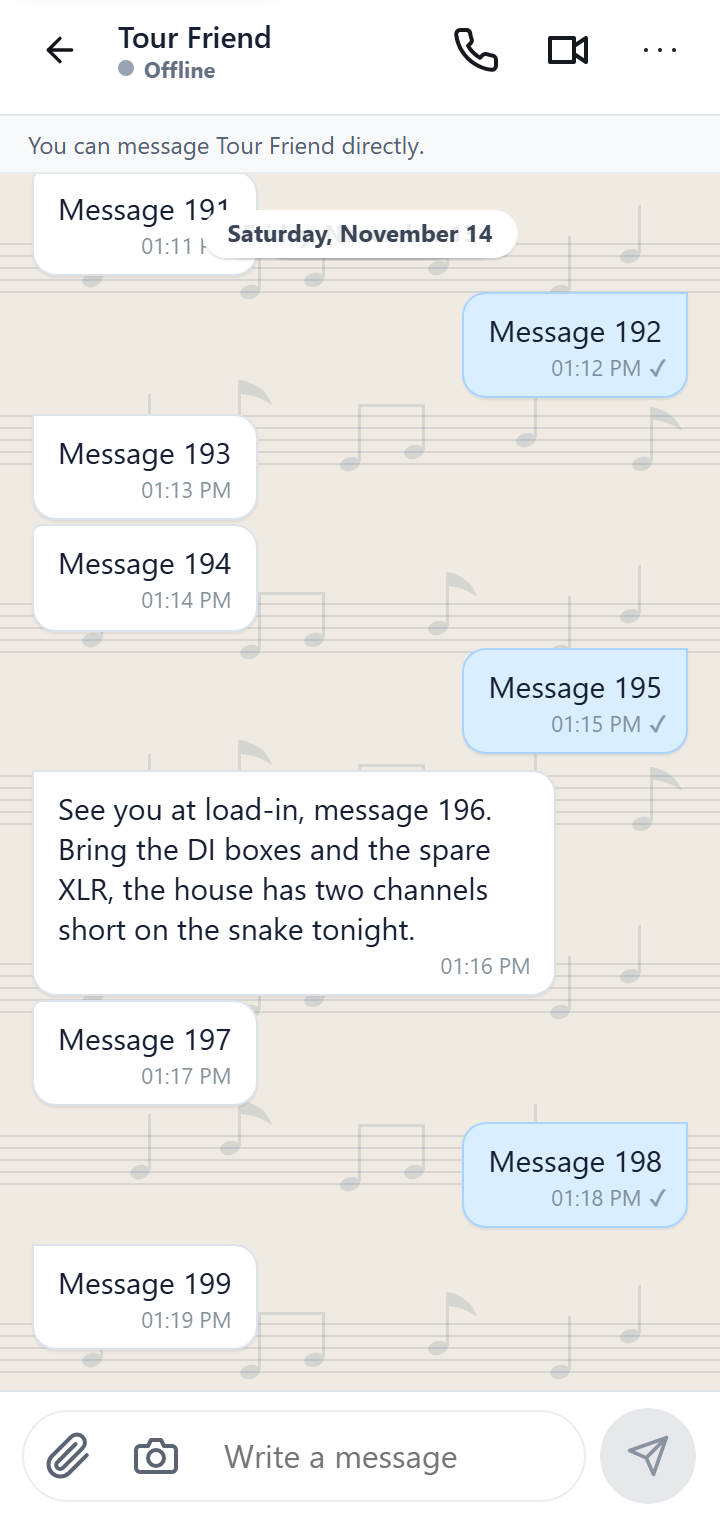 Tour Friend
Offline
You can message Tour Friend directly.
Message 191
01:11
Saturday, November 14
Message 192
01:12 PM ✓
Message 193
01:13 PM
Message 194
01:14 PM
Message 195
01:15 PM ✓
See you at load-in, message 196.
Bring the DI boxes and the spare
XLR, the house has two channels
short on the snake tonight.
01:16 PM
Message 197
01:17 PM
Message 198
01:18 PM ✓
Message 199
01:19 PM
Write a message